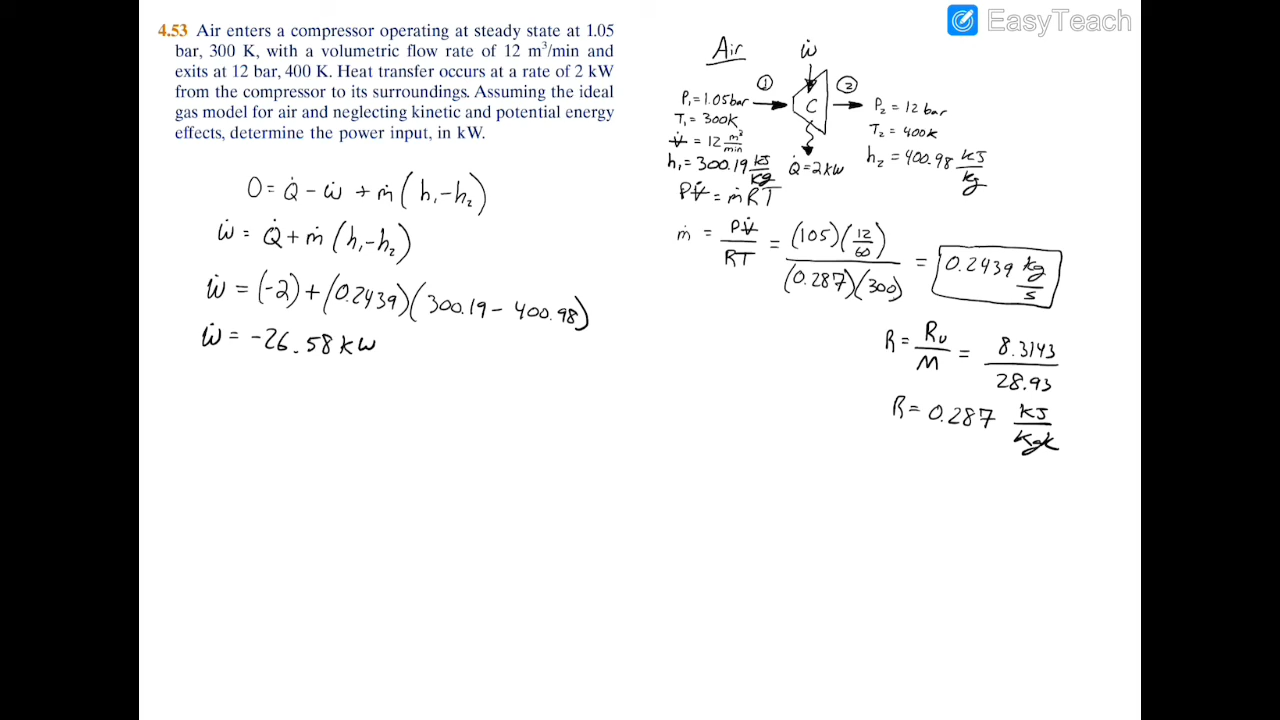 EasyTeach
4.53 Air enters a compressor operating at steady state at 1.05
bar, 300 K, with a volumetric flow rate of 12 m³/min and
exits at 12 bar, 400 K. Heat transfer occurs at a rate of 2 kW
from the compressor to its surroundings. Assuming the ideal
gas model for air and neglecting kinetic and potential energy
effects, determine the power input, in kW.
0 = Q̇ - ẇ + ṁ (h₁-h₂)
ẇ = Q̇ + ṁ (h₁-h₂)
ẇ = (-2) + (0.2439)(300.19 - 400.98)
ẇ = -26.58 kW
Air
ẇ
① ②
C
P₁ = 1.05bar
T₁ = 300K
V̇ = 12 m³/min
h₁ = 300.19 kJ/kg
Q̇ = 2kW
P₂ = 12 bar
T₂ = 400K
h₂ = 400.98 kJ/kg
PV̇ = ṁRT
ṁ = PV̇/RT = (105)(12/60)/(0.287)(300) = 0.2439 kg/s
R = Ru/M = 8.3143/28.93
R = 0.287 kJ/kgK